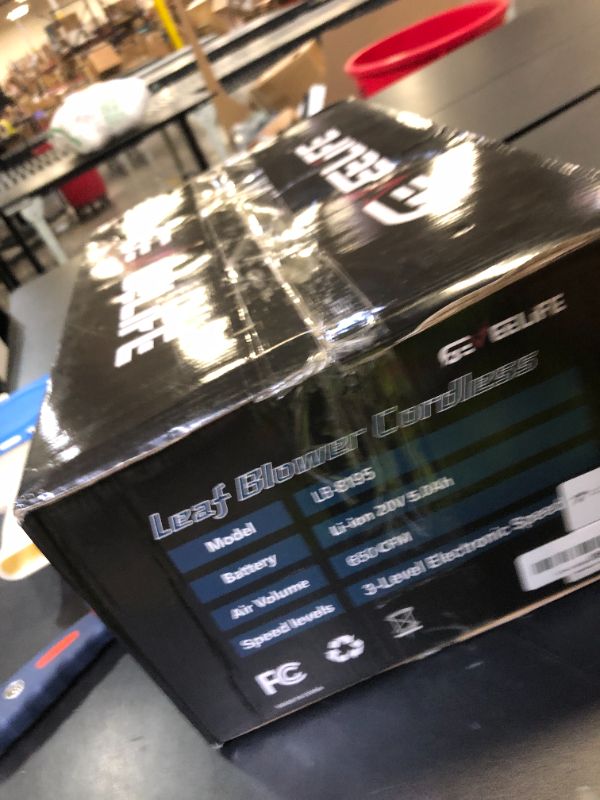 GEVEELIFE
Leaf Blower Cordless
Model LB 8195
Battery Li-ion 20V 5.0Ah
Air Volume 650 CFM
Speed levels 3-Level Electronic Speed
FC